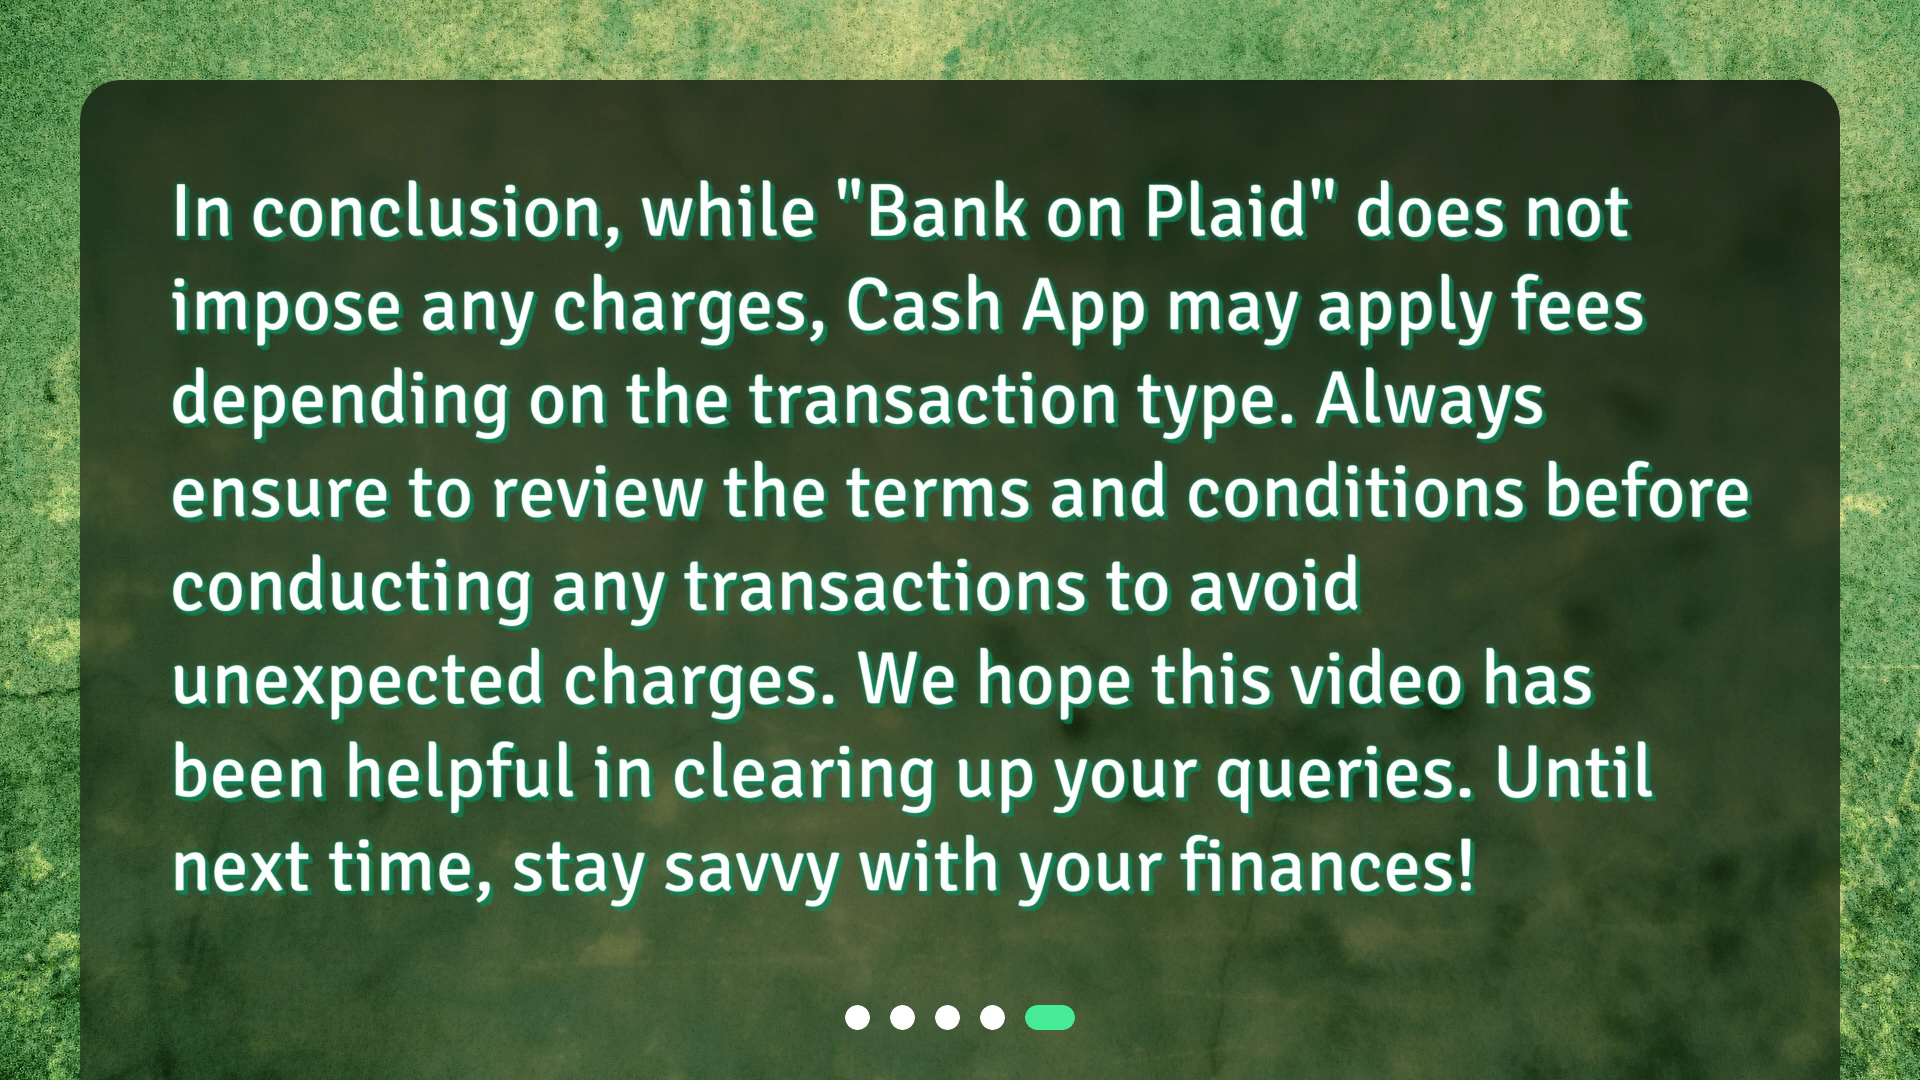 In conclusion, while "Bank on Plaid" does not
impose any charges, Cash App may apply fees
depending on the transaction type. Always
ensure to review the terms and conditions before
conducting any transactions to avoid
unexpected charges. We hope this video has
been helpful in clearing up your queries. Until
next time, stay savvy with your finances!